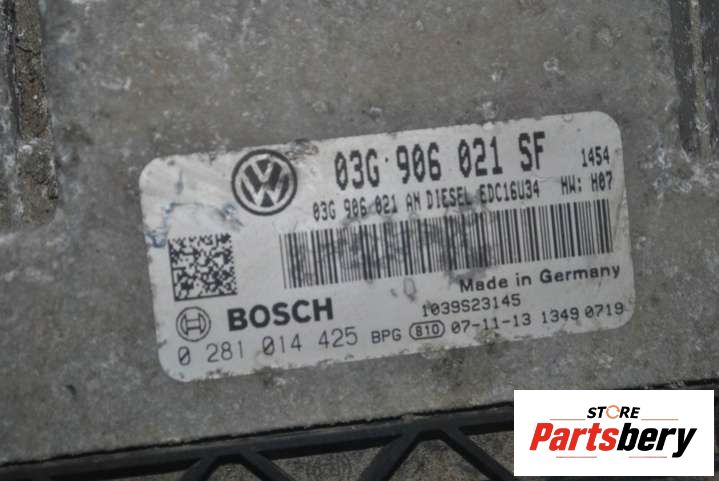 03G 906 021 SF 1454
03G 906 021 AN DIESEL EDC16U34 HW: H07
Made in Germany
1039S23145
BOSCH
0 281 014 425 BPG 810 07-11-13 1349 0719
STORE
Partsbery